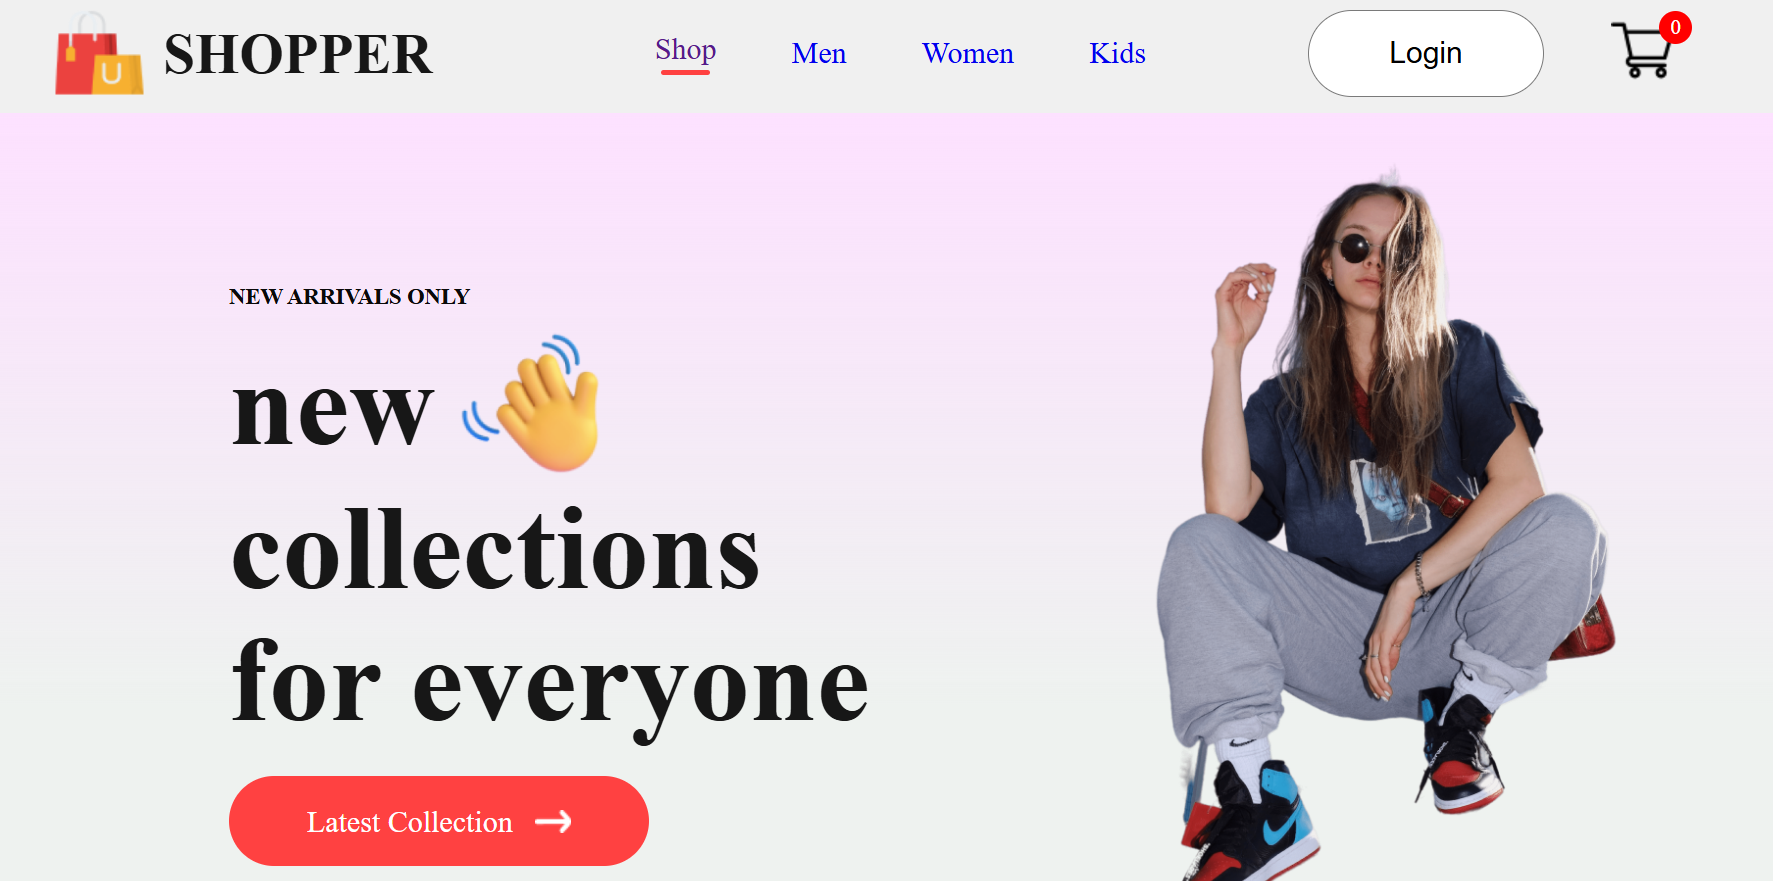 SHOPPER
Shop Men Women Kids
Login
0
NEW ARRIVALS ONLY
new
collections
for everyone
Latest Collection